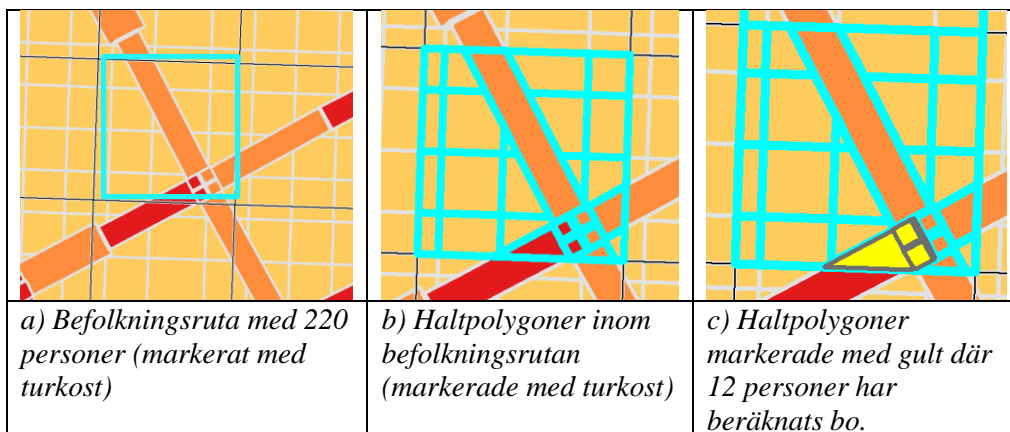 a) Befolkningsruta med 220
personer (markerat med
turkost)
b) Haltpolygoner inom
befolkningsrutan
(markerade med turkost)
c) Haltpolygoner
markerade med gult där
12 personer har
beräknats bo.